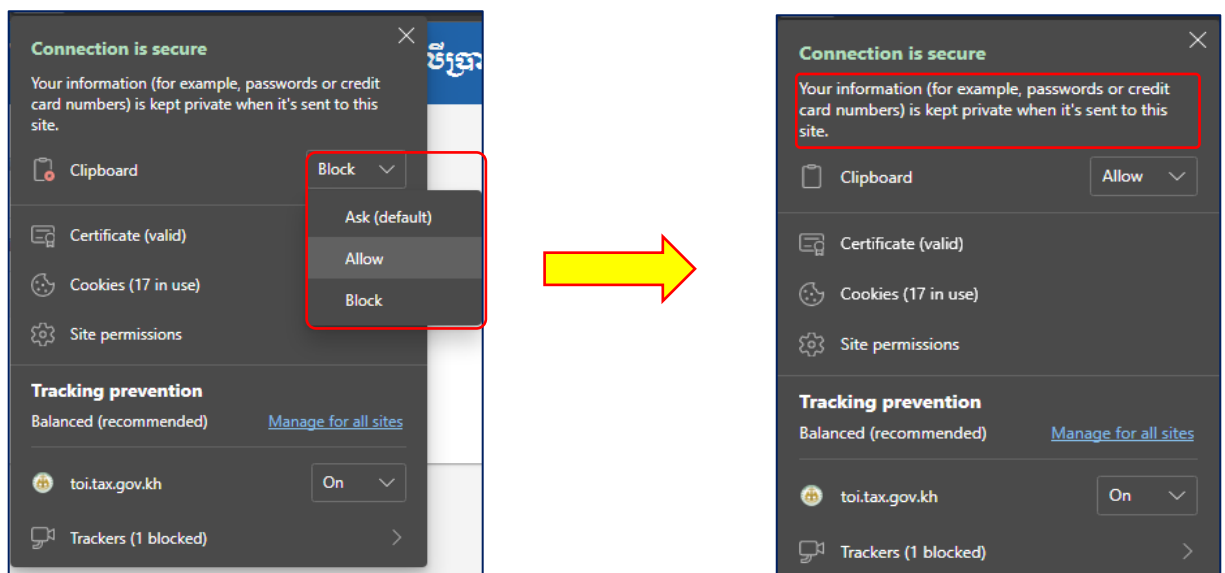 Connection is secure
Your information (for example, passwords or credit
card numbers) is kept private when it's sent to this
site.
Clipboard
Block
Ask (default)
Allow
Block
Certificate (valid)
Cookies (17 in use)
Site permissions
Tracking prevention
Balanced (recommended) Manage for all sites
toi.tax.gov.kh On
Trackers (1 blocked)
Connection is secure
Your information (for example, passwords or credit
card numbers) is kept private when it's sent to this
site.
Clipboard Allow
Certificate (valid)
Cookies (17 in use)
Site permissions
Tracking prevention
Balanced (recommended) Manage for all sites
toi.tax.gov.kh On
Trackers (1 blocked)